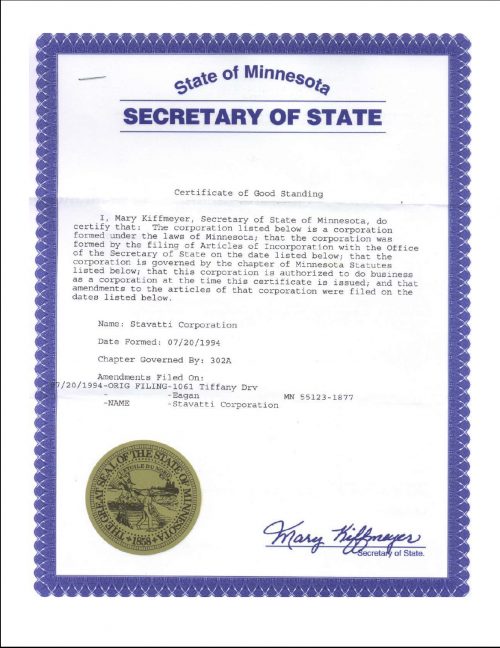 State of Minnesota
SECRETARY OF STATE
Certificate of Good Standing
I, Mary Kiffmeyer, Secretary of State of Minnesota, do
certify that: The corporation listed below is a corporation
formed under the laws of Minnesota; that the corporation was
formed by the filing of Articles of Incorporation with the Office
of the Secretary of State on the date listed below; that the
corporation is governed by the chapter of Minnesota Statutes
listed below; that this corporation is authorized to do business
as a corporation at the time this certificate is issued; and that
amendments to the articles of that corporation were filed on the
dates listed below.
Name: Stavatti Corporation
Date Formed: 07/20/1994
Chapter Governed By: 302A
Amendments Filed On:
07/20/1994-ORIG FILING-1061 Tiffany Drv
- -Eagan MN 55123-1877
-NAME -Stavatti Corporation
THE GREAT SEAL OF THE STATE OF MINNESOTA
L'ETOILE DU NORD
1858
Mary Kiffmeyer
Secretary of State.